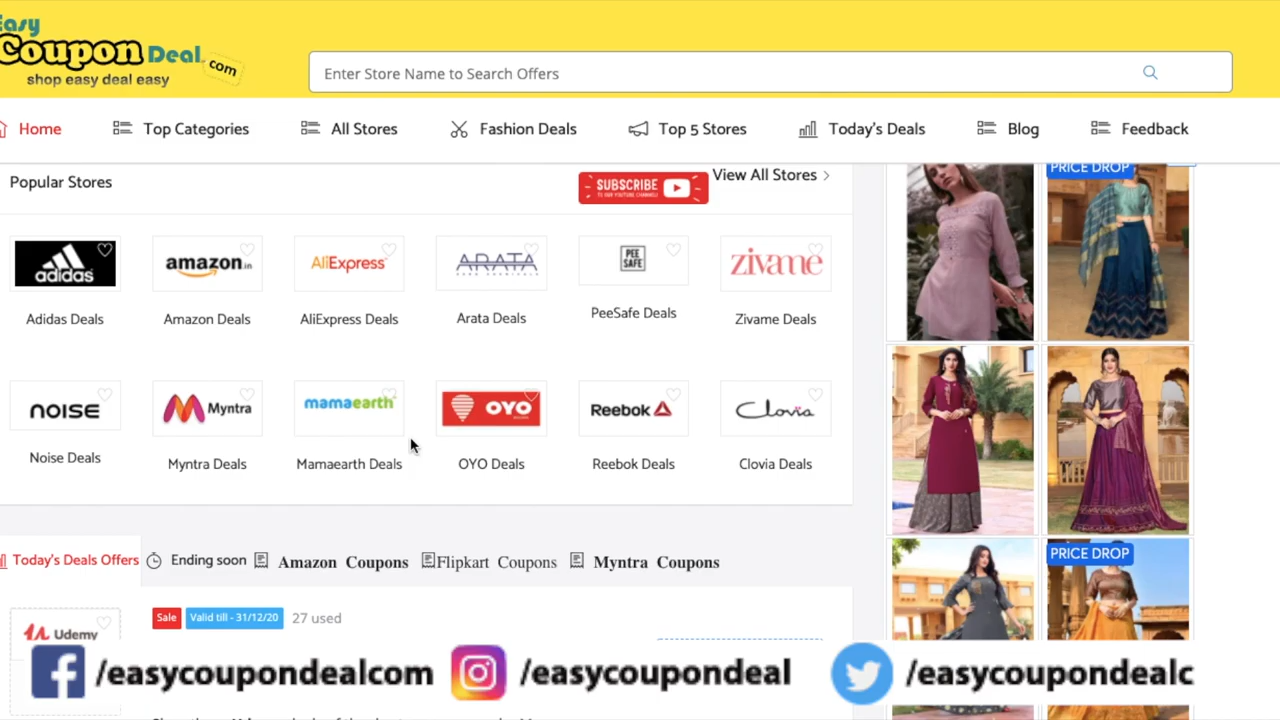 Easy
Coupon Deal.com
shop easy deal easy
Enter Store Name to Search Offers
Home
Top Categories
All Stores
Fashion Deals
Top 5 Stores
Today's Deals
Blog
Feedback
Popular Stores
SUBSCRIBE
View All Stores
PRICE DROP
adidas
amazon.in
AliExpress
ARATA
PEE SAFE
zivame
Adidas Deals
Amazon Deals
AliExpress Deals
Arata Deals
PeeSafe Deals
Zivame Deals
NOISE
Myntra
mamaearth
OYO
Reebok
Clovia
Noise Deals
Myntra Deals
Mamaearth Deals
OYO Deals
Reebok Deals
Clovia Deals
Today's Deals Offers
Ending soon
Amazon Coupons
Flipkart Coupons
Myntra Coupons
PRICE DROP
Sale
Valid till - 31/12/20
27 used
Udemy
/easycoupondealcom
/easycoupondeal
/easycoupondealc